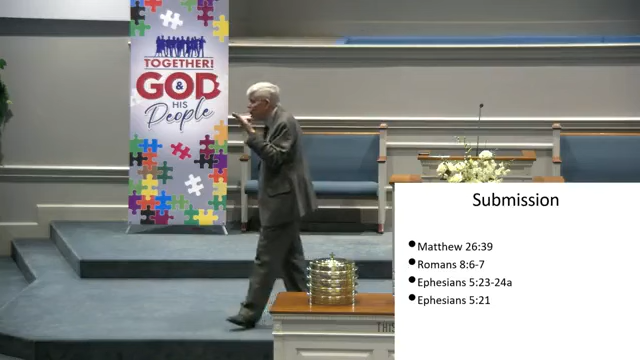 TOGETHER!
GOD
&
HIS
People
Submission
Matthew 26:39
Romans 8:6-7
Ephesians 5:23-24a
Ephesians 5:21
THIS